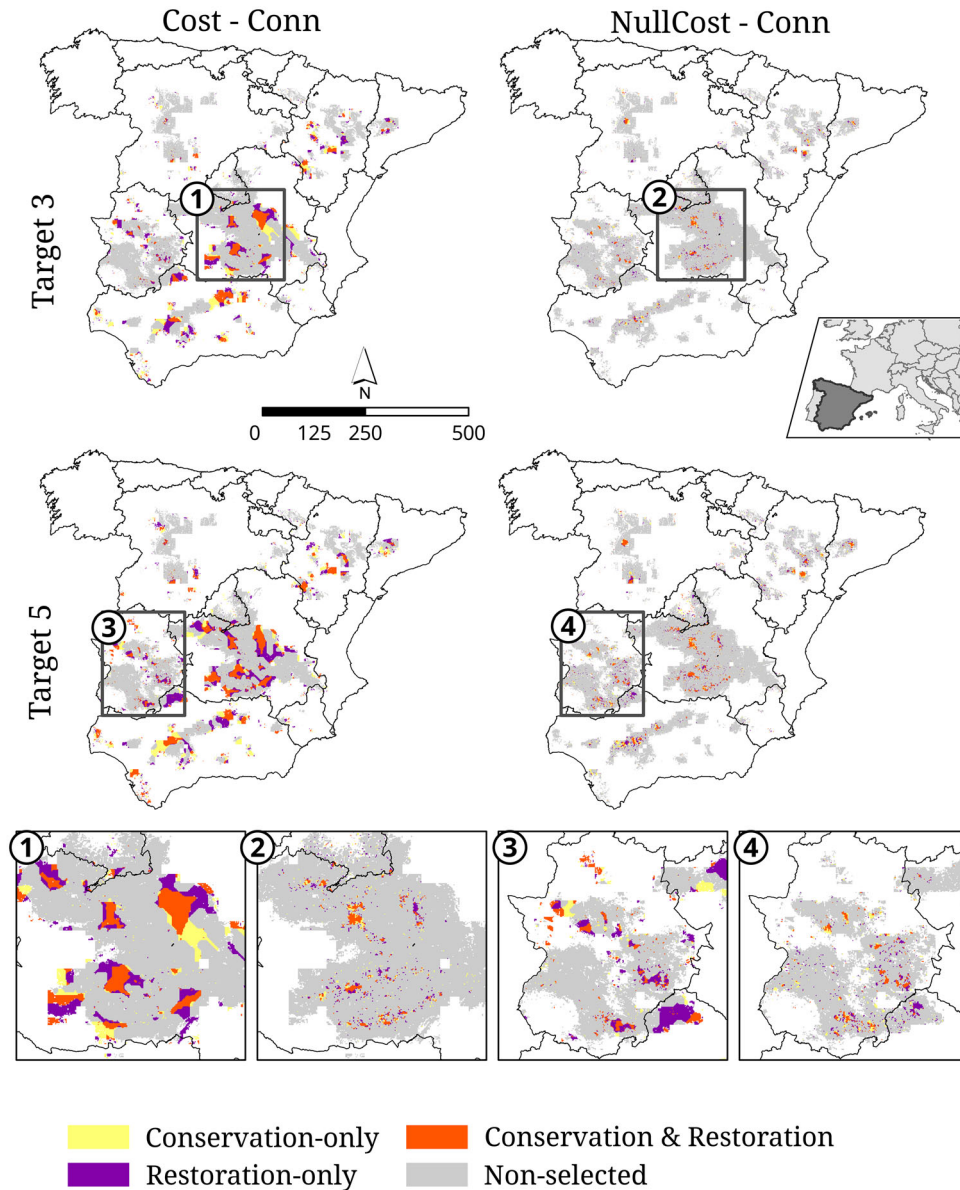 Cost - Conn
NullCost - Conn
Target 3
1
2
N
0 125 250 500
Target 5
3
4
1
2
3
4
Conservation-only
Conservation & Restoration
Restoration-only
Non-selected